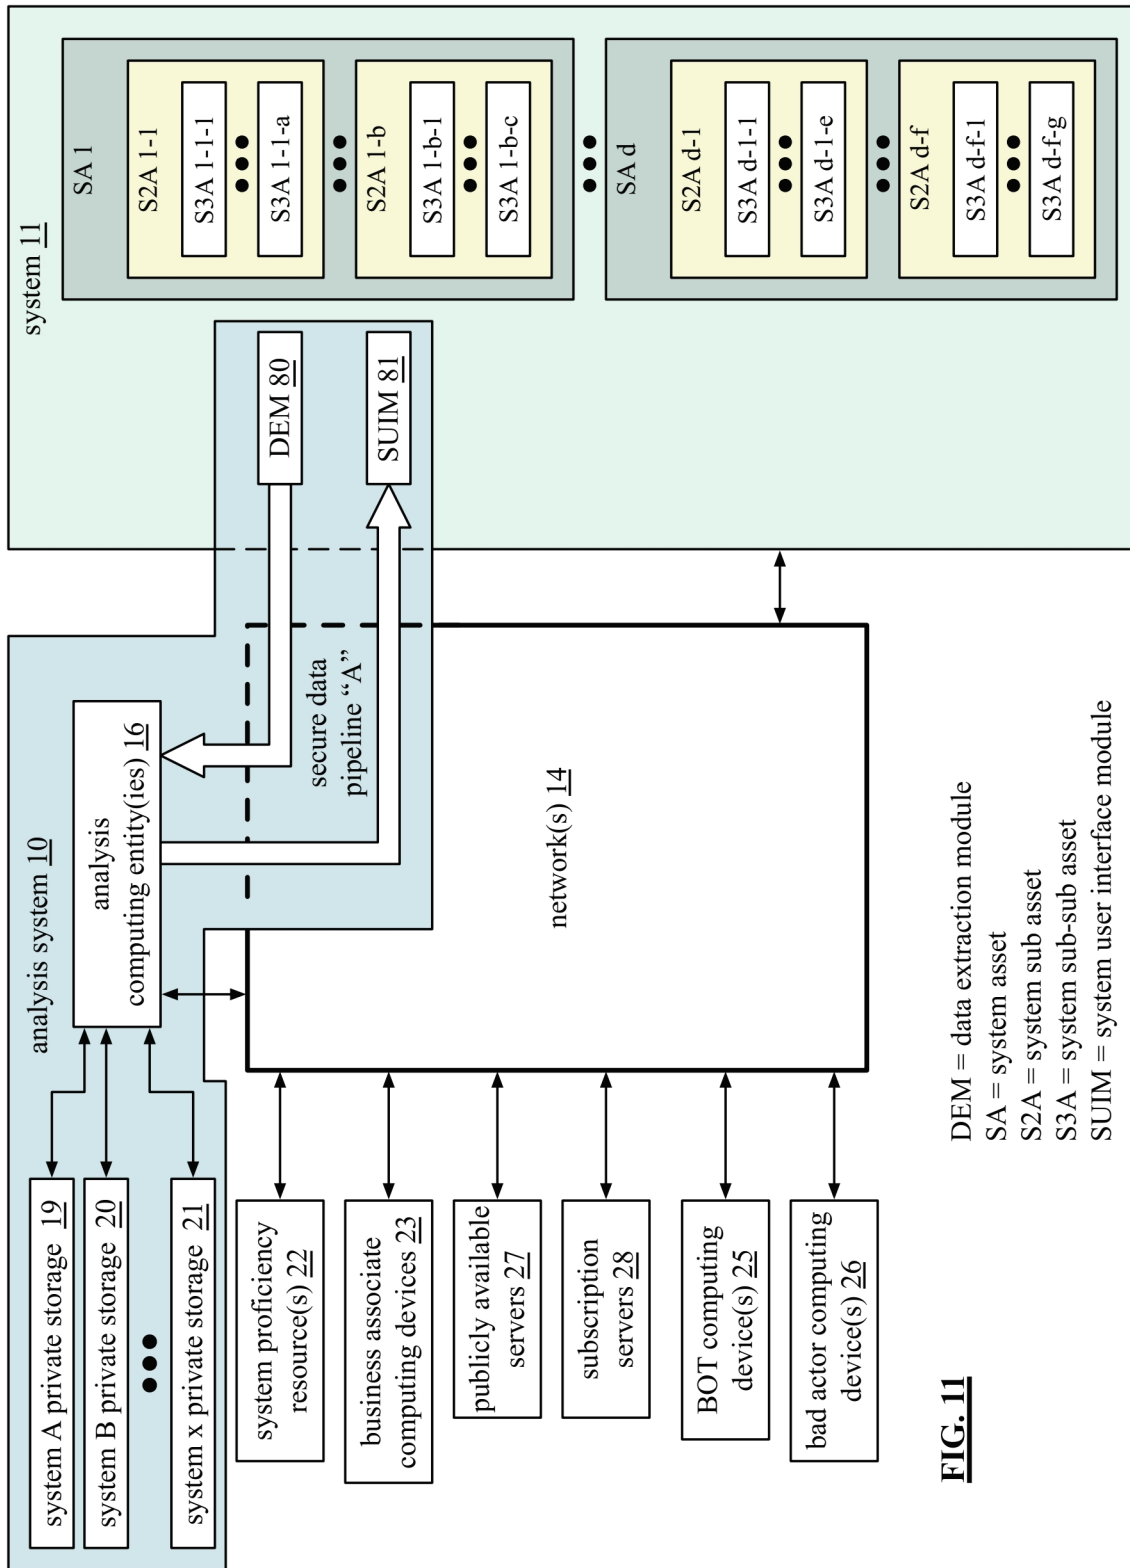 analysis system 10
system A private storage 19
system B private storage 20
system x private storage 21
analysis
computing entity(ies) 16
secure data
pipeline “A”
DEM 80
SUIM 81
system 11
SA 1
S2A 1-1
S3A 1-1-1
S3A 1-1-a
S2A 1-b
S3A 1-b-1
S3A 1-b-c
SA d
S2A d-1
S3A d-1-1
S3A d-1-e
S2A d-f
S3A d-f-1
S3A d-f-g
system proficiency
resource(s) 22
business associate
computing devices 23
publicly available
servers 27
subscription
servers 28
BOT computing
device(s) 25
bad actor computing
device(s) 26
network(s) 14
DEM = data extraction module
SA = system asset
S2A = system sub asset
S3A = system sub-sub asset
SUIM = system user interface module
FIG. 11